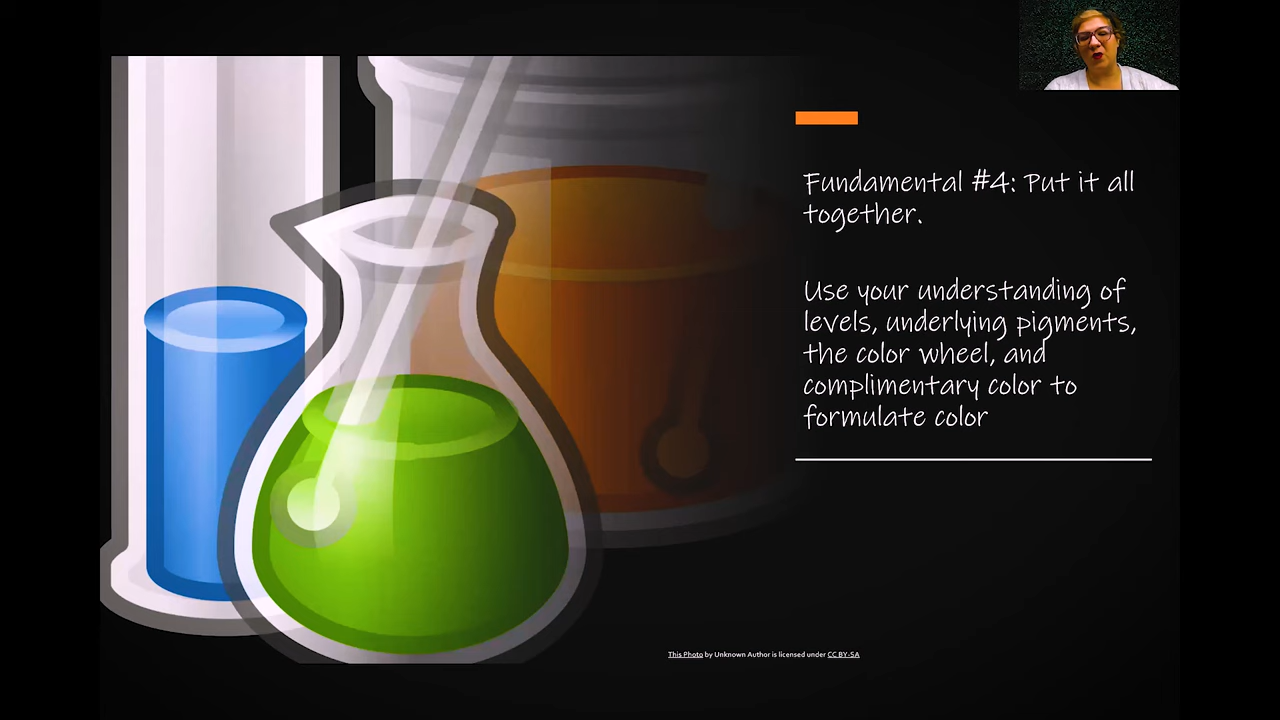 Fundamental #4: Put it all
together.
Use your understanding of
levels, underlying pigments,
the color wheel, and
complimentary color to
formulate color
This Photo by Unknown Author is licensed under CC BY-SA